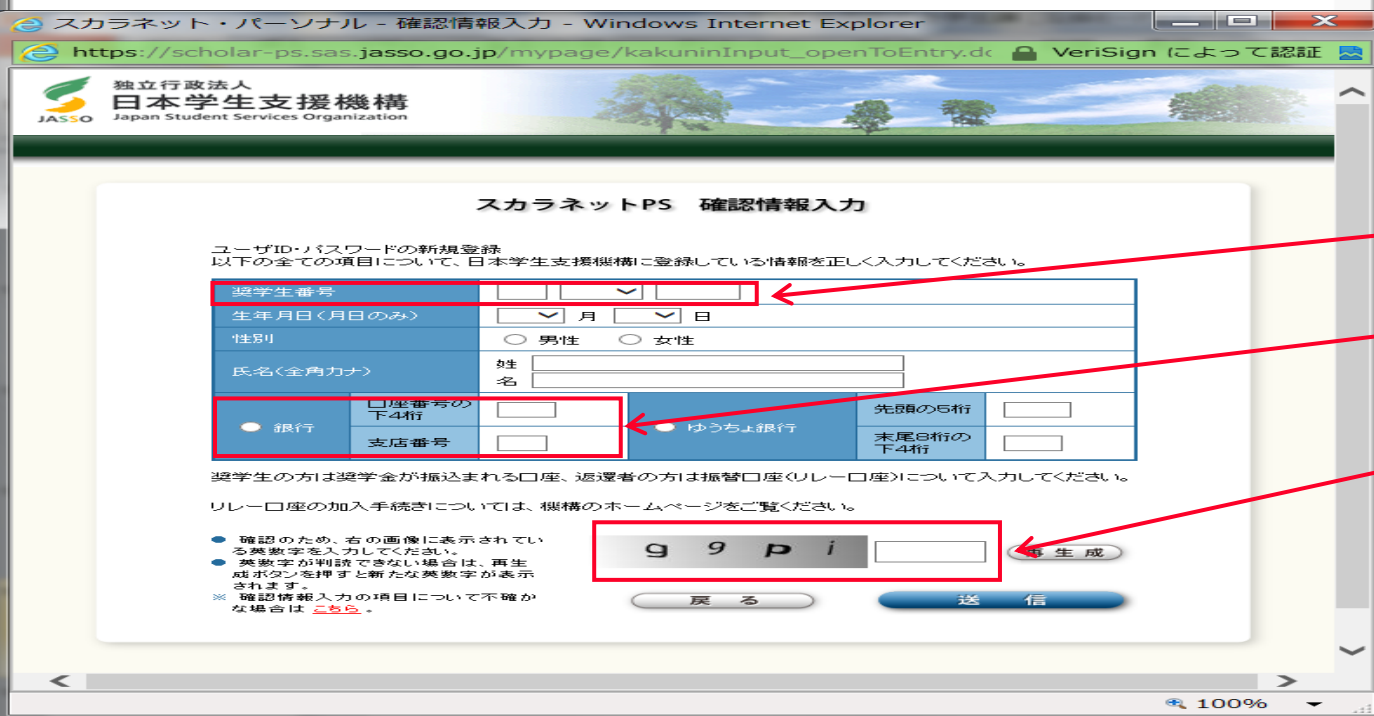 スカラネット・パーソナル - 確認情報入力 - Windows Internet Explorer
https://scholar-ps.sas.jasso.go.jp/mypage/kakuninInput_openToEntry.dc VeriSign によって認証
独立行政法人
日本学生支援機構
JASSO Japan Student Services Organization
スカラネットPS 確認情報入力
ユーザID・パスワードの新規登録
以下の全ての項目について、日本学生支援機構に登録している情報を正しく入力してください。
奨学生番号
生年月日(月日のみ) 月 日
性別 男性 女性
氏名(全角カナ) 姓
名
銀行 口座番号の下4桁 ゆうちょ銀行 先頭の5桁
支店番号 末尾8桁の下4桁
奨学生の方は奨学金が振込まれる口座、返還者の方は振替口座(リレー口座)について入力してください。
リレー口座の加入手続きについては、機構のホームページをご覧ください。
● 確認のため、右の画像に表示されてい
る英数字を入力してください。
● 英数字が判読できない場合は、再生
成ボタンを押すと新たな英数字が表示
されます。
※ 確認情報入力の項目について不確か
な場合は こちら 。
g 9 p i 再生成
戻る 送信
100%